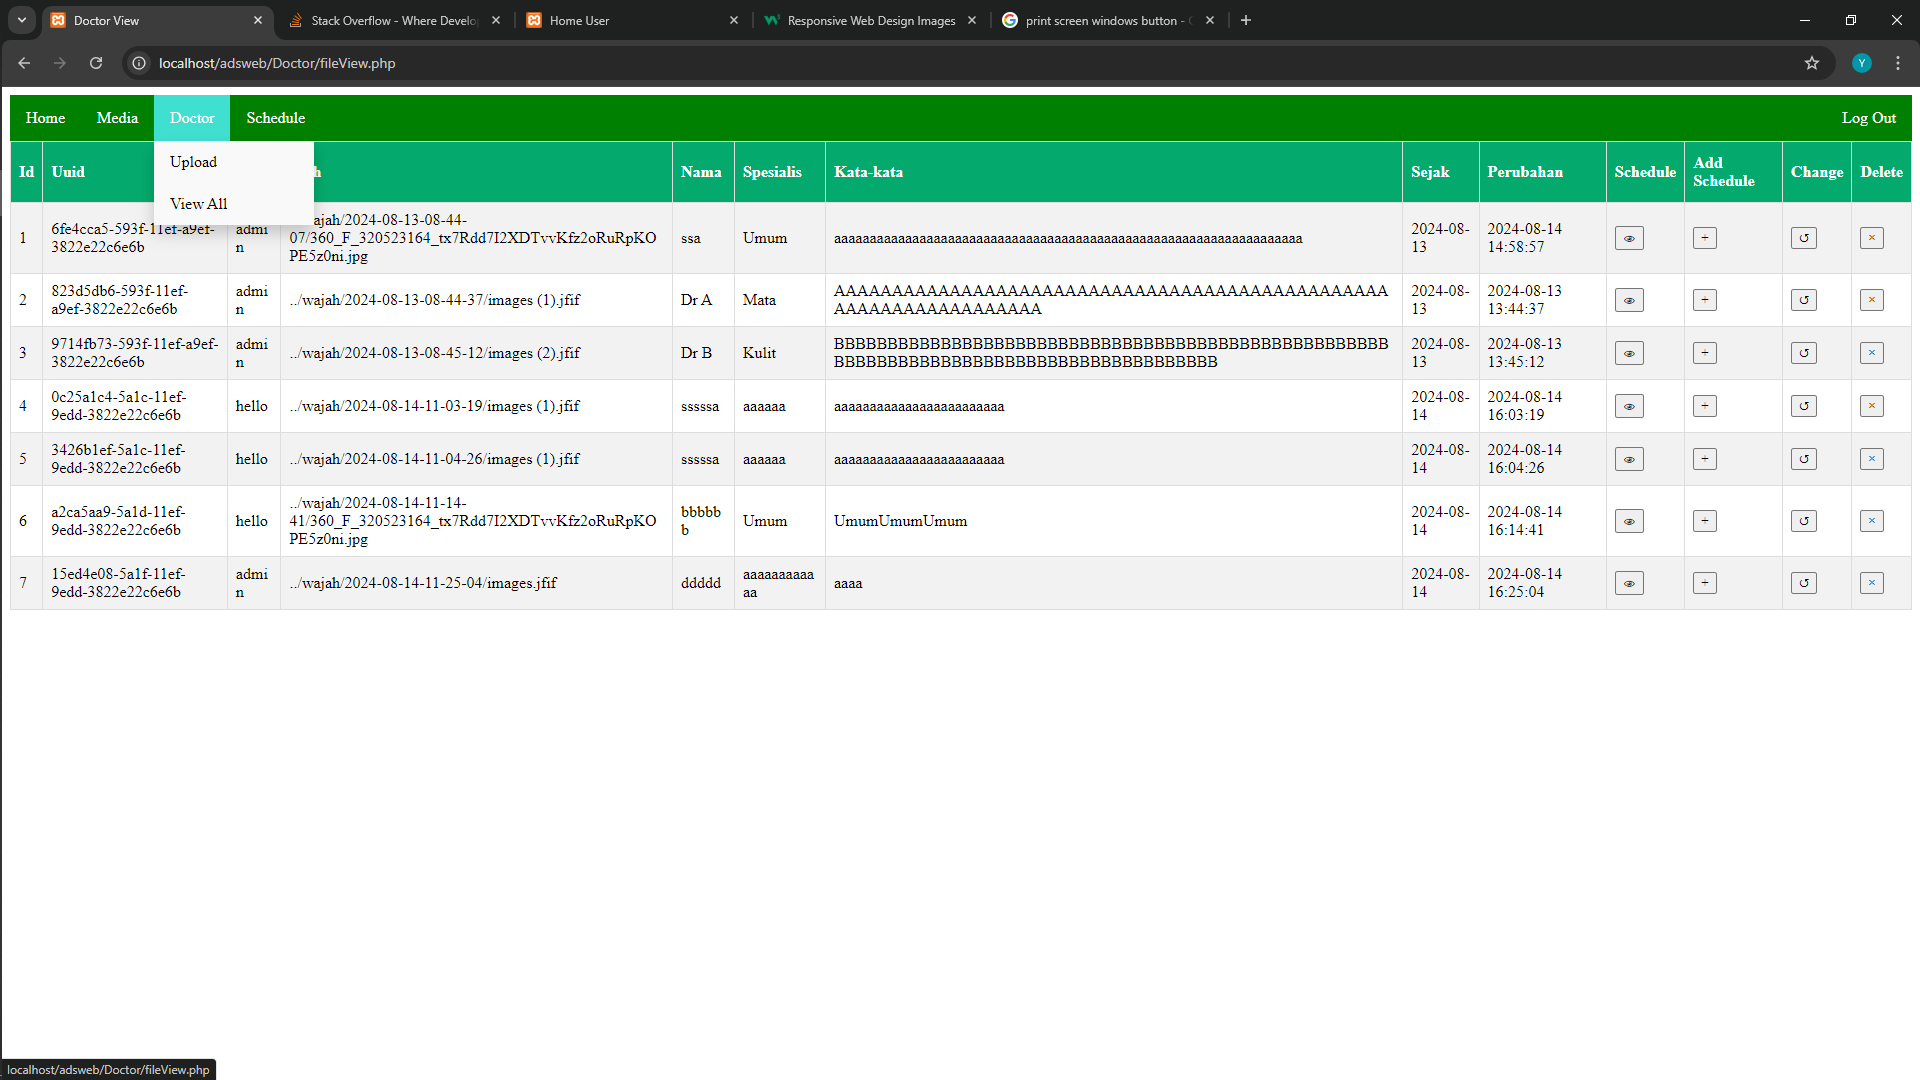 Doctor View
Stack Overflow - Where Develo
Home User
Responsive Web Design Images
print screen windows button -
localhost/adsweb/Doctor/fileView.php
Y
Home Media Doctor Schedule Log Out
Upload
View All
Id Uuid h Nama Spesialis Kata-kata Sejak Perubahan Schedule Add Schedule Change Delete
1 6fe4cca5-593f-11ef-a9ef-3822e22c6e6b admin ajah/2024-08-13-08-44-07/360_F_320523164_tx7Rdd7I2XDTvvKfz2oRuRpKOPE5z0ni.jpg ssa Umum aaaaaaaaaaaaaaaaaaaaaaaaaaaaaaaaaaaaaaaaaaaaaaaaaaaaaaaaaaaaaaaaaa 2024-08-13 2024-08-14 14:58:57
2 823d5db6-593f-11ef-a9ef-3822e22c6e6b admin ../wajah/2024-08-13-08-44-37/images (1).jfif Dr A Mata AAAAAAAAAAAAAAAAAAAAAAAAAAAAAAAAAAAAAAAAAAAAAAAA AAAAAAAAAAAAAAAAAA 2024-08-13 2024-08-13 13:44:37
3 9714fb73-593f-11ef-a9ef-3822e22c6e6b admin ../wajah/2024-08-13-08-45-12/images (2).jfif Dr B Kulit BBBBBBBBBBBBBBBBBBBBBBBBBBBBBBBBBBBBBBBBBBBBBBBBBBBB BBBBBBBBBBBBBBBBBBBBBBBBBBBBBBBBBBBB 2024-08-13 2024-08-13 13:45:12
4 0c25a1c4-5a1c-11ef-9edd-3822e22c6e6b hello ../wajah/2024-08-14-11-03-19/images (1).jfif sssssa aaaaaa aaaaaaaaaaaaaaaaaaaaaaaa 2024-08-14 2024-08-14 16:03:19
5 3426b1ef-5a1c-11ef-9edd-3822e22c6e6b hello ../wajah/2024-08-14-11-04-26/images (1).jfif sssssa aaaaaa aaaaaaaaaaaaaaaaaaaaaaaa 2024-08-14 2024-08-14 16:04:26
6 a2ca5aa9-5a1d-11ef-9edd-3822e22c6e6b hello ../wajah/2024-08-14-11-14-41/360_F_320523164_tx7Rdd7I2XDTvvKfz2oRuRpKOPE5z0ni.jpg bbbbbb Umum UmumUmumUmum 2024-08-14 2024-08-14 16:14:41
7 15ed4e08-5a1f-11ef-9edd-3822e22c6e6b admin ../wajah/2024-08-14-11-25-04/images.jfif ddddd aaaaaaaaaaaa aaaa 2024-08-14 2024-08-14 16:25:04
localhost/adsweb/Doctor/fileView.php